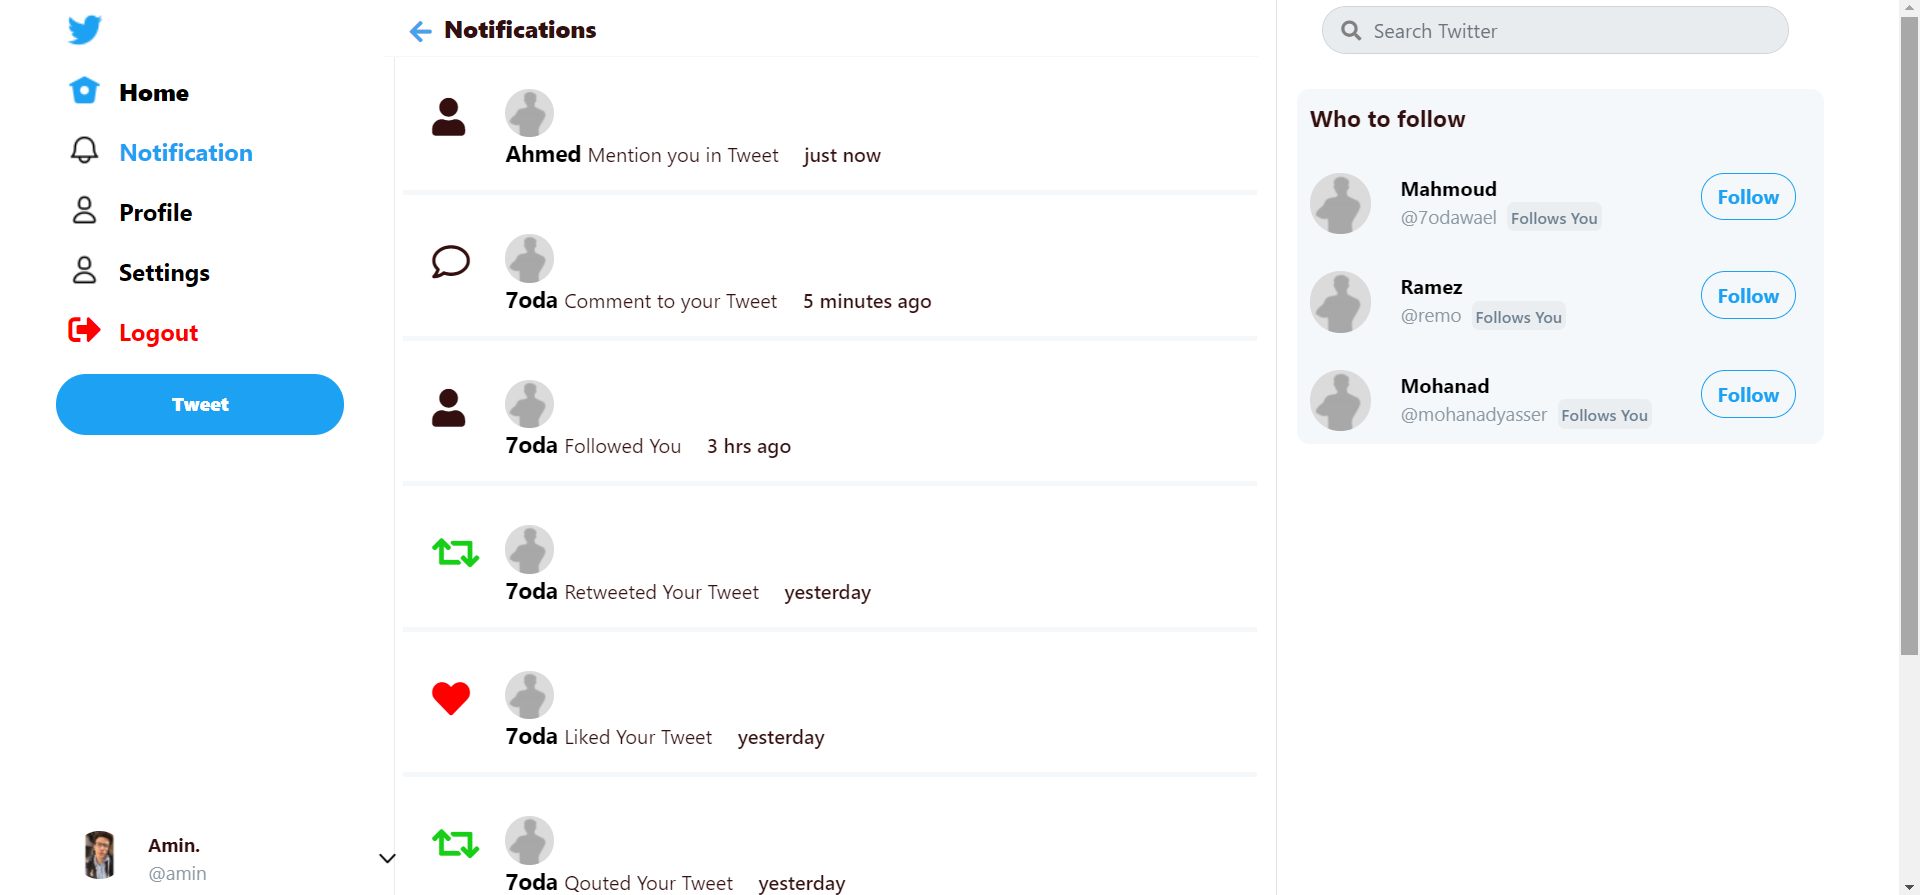 Home
Notification
Profile
Settings
Logout
Tweet
Amin.
@amin
Notifications
Ahmed Mention you in Tweet just now
7oda Comment to your Tweet 5 minutes ago
7oda Followed You 3 hrs ago
7oda Retweeted Your Tweet yesterday
7oda Liked Your Tweet yesterday
7oda Qouted Your Tweet yesterday
Search Twitter
Who to follow
Mahmoud
@7odawael Follows You
Follow
Ramez
@remo Follows You
Follow
Mohanad
@mohanadyasser Follows You
Follow